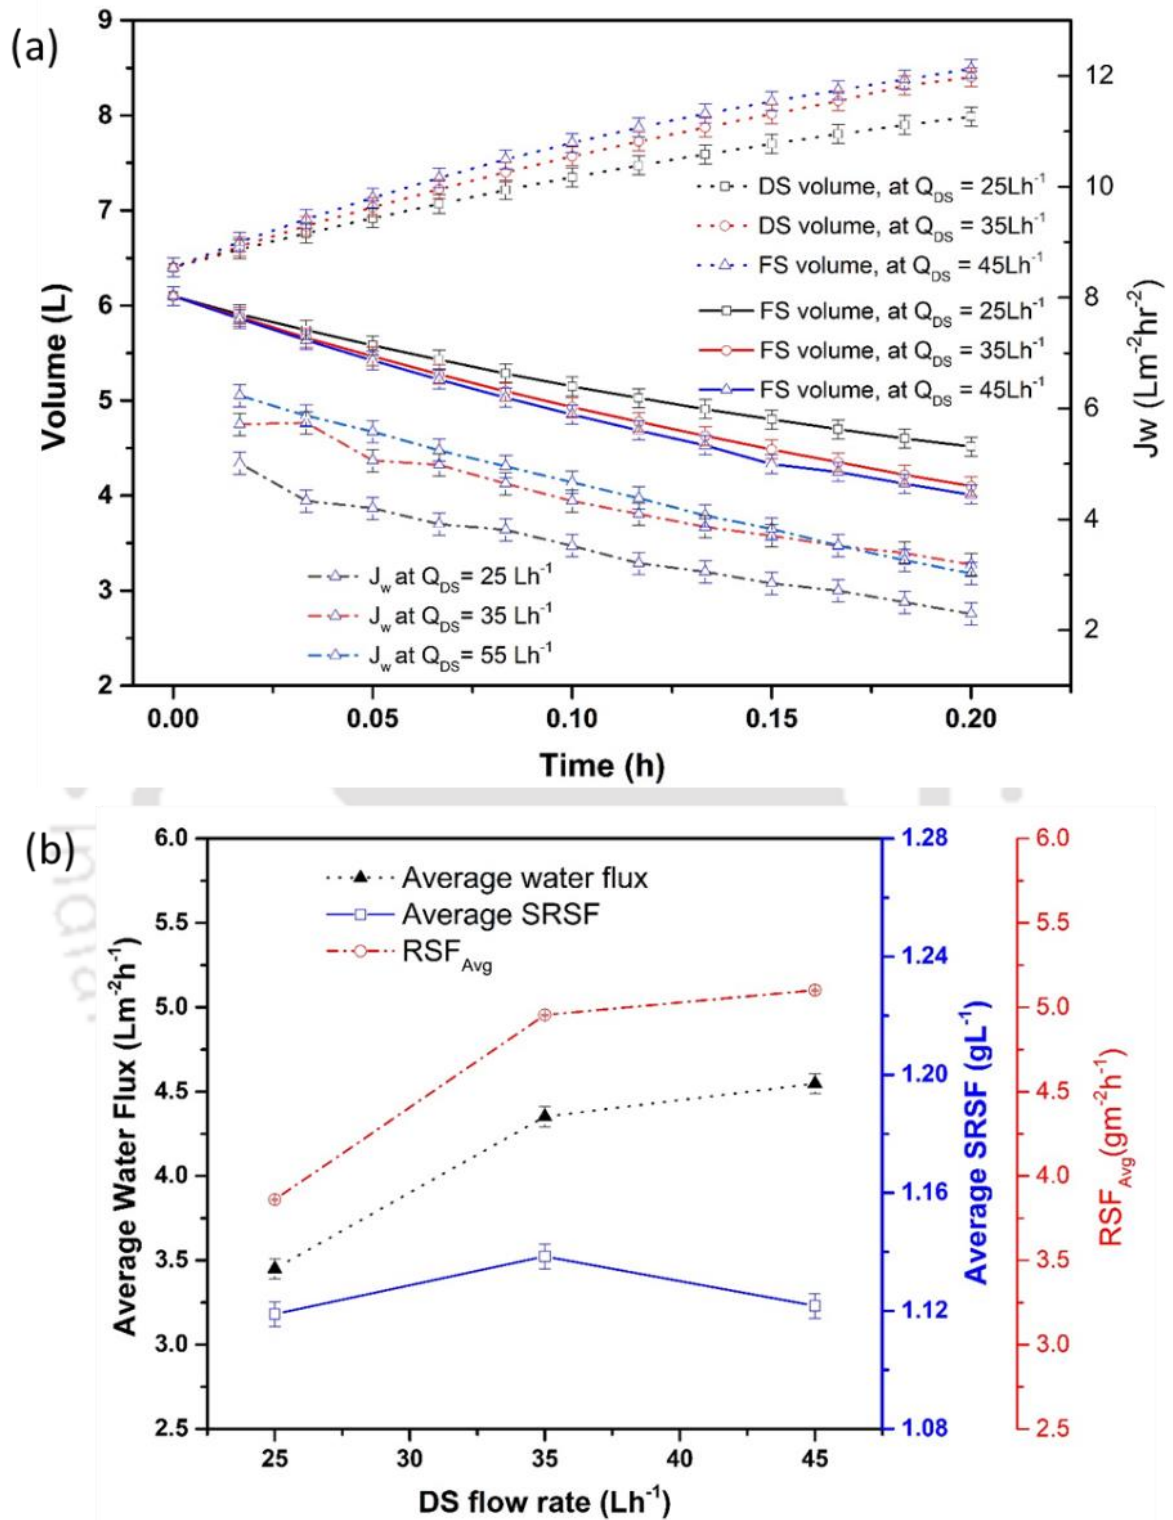 (a)
9
8
7
6
5
4
3
2
Volume (L)
12
10
8
6
4
2
Jw (Lm⁻²hr⁻²)
DS volume, at Q_DS = 25Lh⁻¹
DS volume, at Q_DS = 35Lh⁻¹
FS volume, at Q_DS = 45Lh⁻¹
FS volume, at Q_DS = 25Lh⁻¹
FS volume, at Q_DS = 35Lh⁻¹
FS volume, at Q_DS = 45Lh⁻¹
J_w at Q_DS= 25 Lh⁻¹
J_w at Q_DS= 35 Lh⁻¹
J_w at Q_DS= 55 Lh⁻¹
0.00 0.05 0.10 0.15 0.20
Time (h)
(b)
6.0
5.5
5.0
4.5
4.0
3.5
3.0
2.5
Average Water Flux (Lm⁻²h⁻¹)
Average water flux
Average SRSF
RSF_Avg
1.28
1.24
1.20
1.16
1.12
1.08
Average SRSF (gL⁻¹)
6.0
5.5
5.0
4.5
4.0
3.5
3.0
2.5
RSF_Avg(gm⁻²h⁻¹)
25 30 35 40 45
DS flow rate (Lh⁻¹)